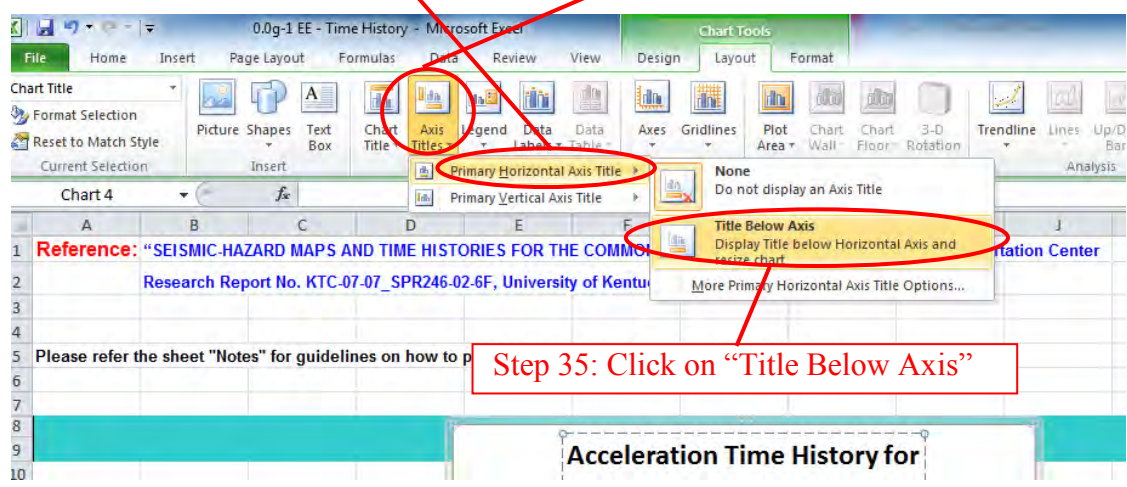 0.0g-1 EE - Time History - Microsoft Excel
Chart Tools
File Home Insert Page Layout Formulas Data Review View Design Layout Format
Chart Title
Format Selection
Reset to Match Style
Current Selection
Picture Shapes Text Box
Insert
Chart Title Axis Titles Legend Data Labels Data Table
Axes Gridlines
Plot Area Chart Wall Chart Floor 3-D Rotation
Trendline Lines
Analysis
Primary Horizontal Axis Title
Primary Vertical Axis Title
None
Do not display an Axis Title
Title Below Axis
Display Title below Horizontal Axis and resize chart
More Primary Horizontal Axis Title Options...
Chart 4 fx
A B C D E F J
1 Reference: "SEISMIC-HAZARD MAPS AND TIME HISTORIES FOR THE Center
2 Research Report No. KTC-07-07_SPR246-02-6F, University of
3
4
5 Please refer the sheet "Notes" for guidelines on how to
6
7
8
9
10
Step 35: Click on “Title Below Axis”
Acceleration Time History for